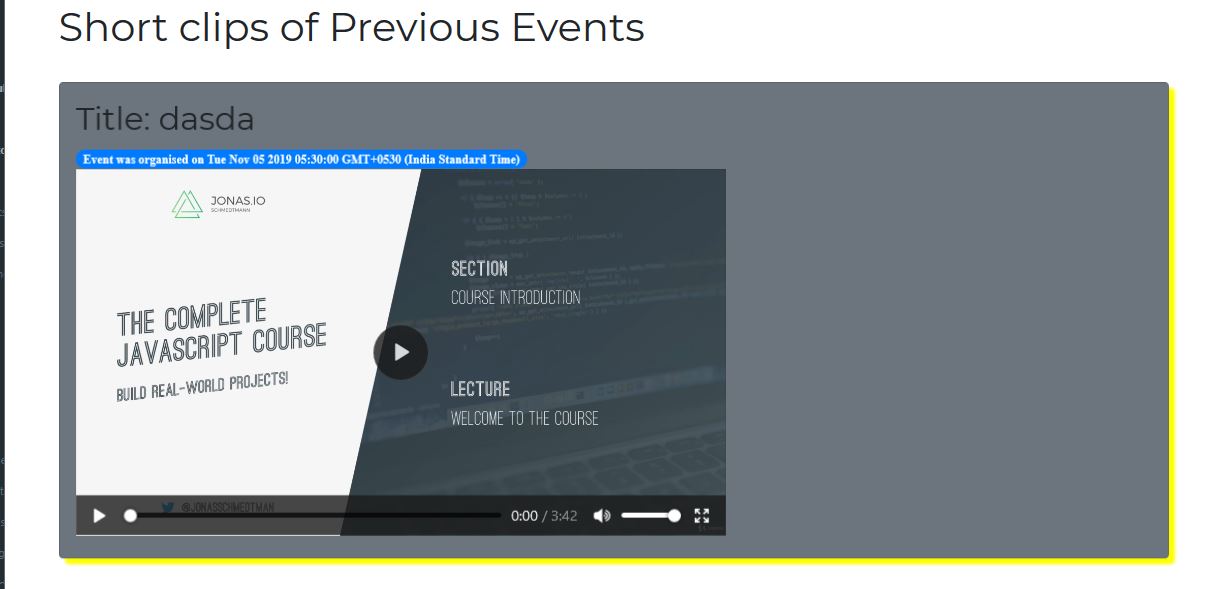 Short clips of Previous Events
Title: dasda
Event was organised on Tue Nov 05 2019 05:30:00 GMT+0530 (India Standard Time)
JONAS.IO
SCHMEDTMANN
THE COMPLETE
JAVASCRIPT COURSE
BUILD REAL-WORLD PROJECTS!
SECTION
COURSE INTRODUCTION
LECTURE
WELCOME TO THE COURSE
@JONASSCHMEDTMAN
0:00 / 3:42